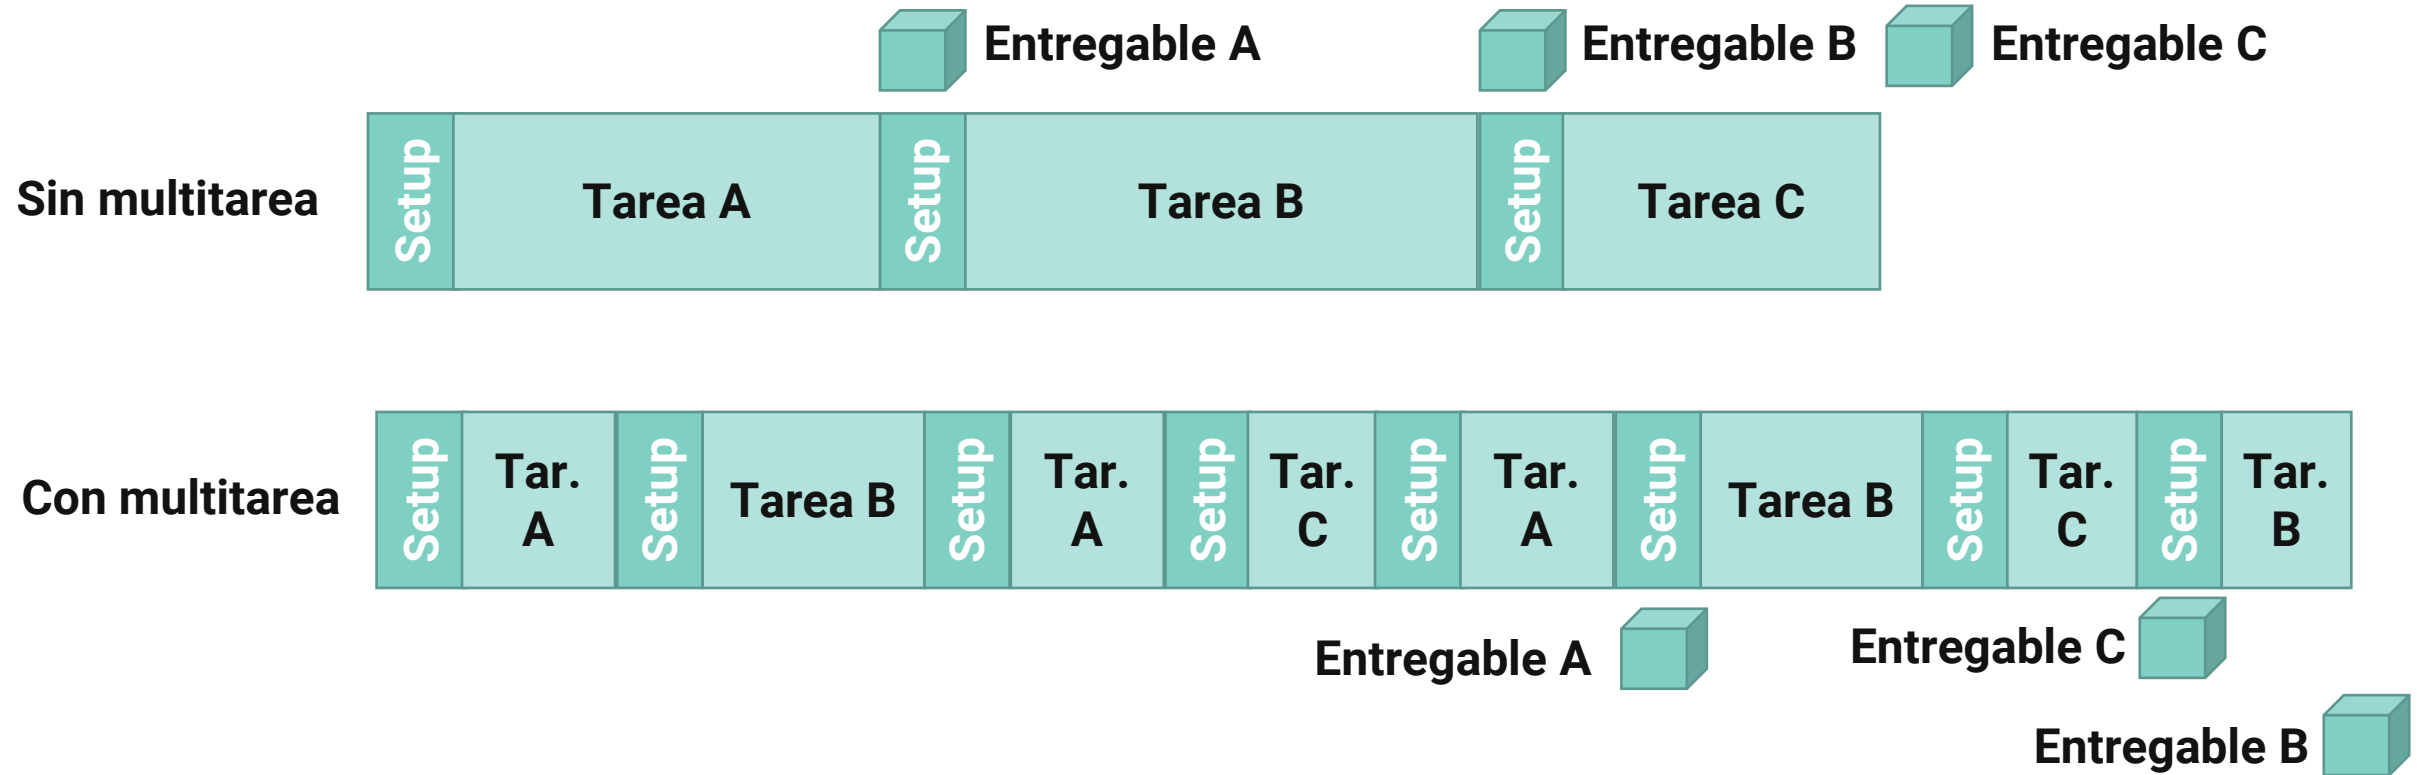 Entregable A
Entregable B
Entregable C
Sin multitarea
Setup
Tarea A
Setup
Tarea B
Setup
Tarea C
Con multitarea
Setup
Tar.
A
Setup
Tarea B
Setup
Tar.
A
Setup
Tar.
C
Setup
Tar.
A
Setup
Tarea B
Setup
Tar.
C
Setup
Tar.
B
Entregable A
Entregable C
Entregable B